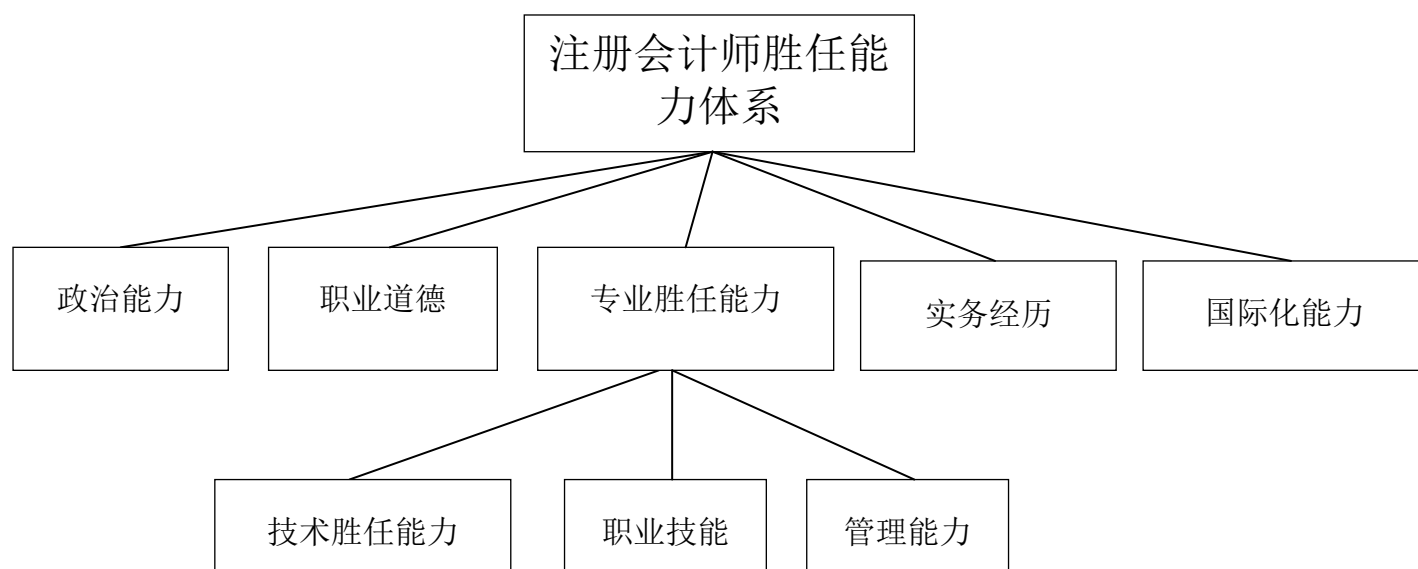 注册会计师胜任能
力体系
政治能力
职业道德
专业胜任能力
实务经历
国际化能力
技术胜任能力
职业技能
管理能力